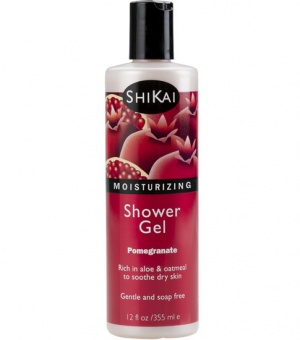 SHIKAI
MOISTURIZING
Shower
Gel
Pomegranate
Rich in aloe & oatmeal
to soothe dry skin
Gentle and soap free
12 fl oz/355 ml e